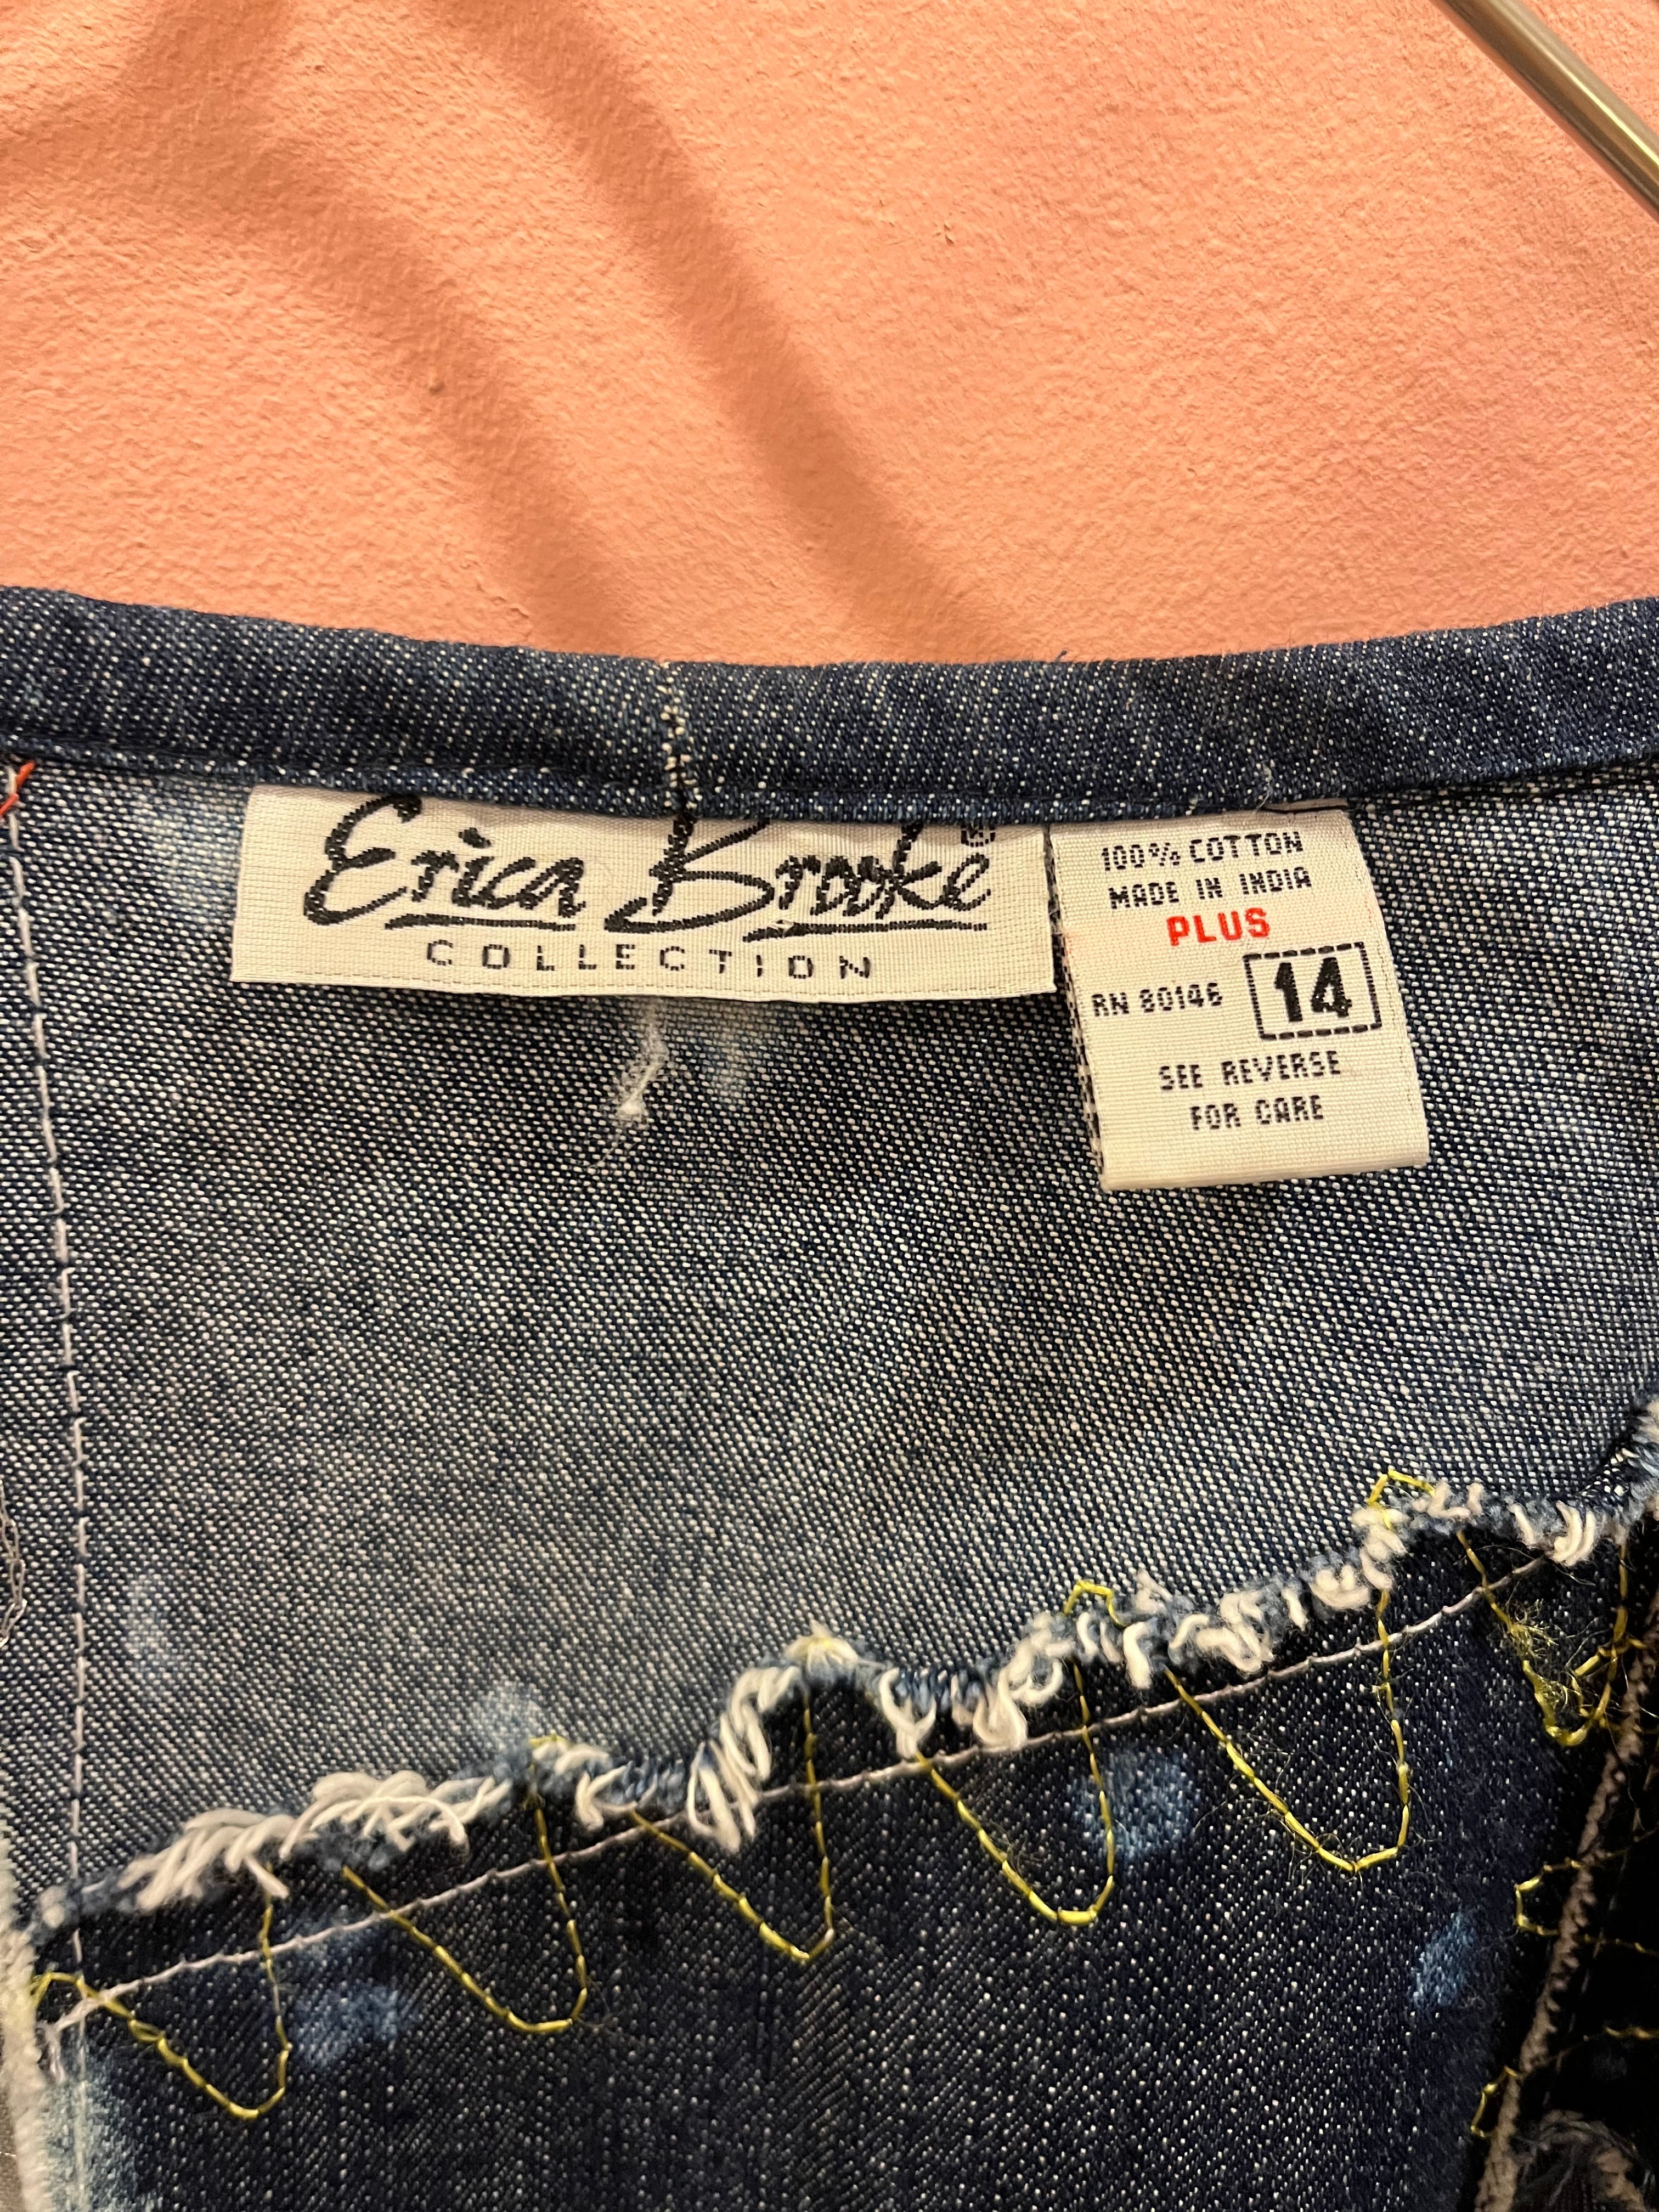 Erica Brooke
COLLECTION
100% COTTON
MADE IN INDIA
PLUS
RN 80146 14
SEE REVERSE
FOR CARE